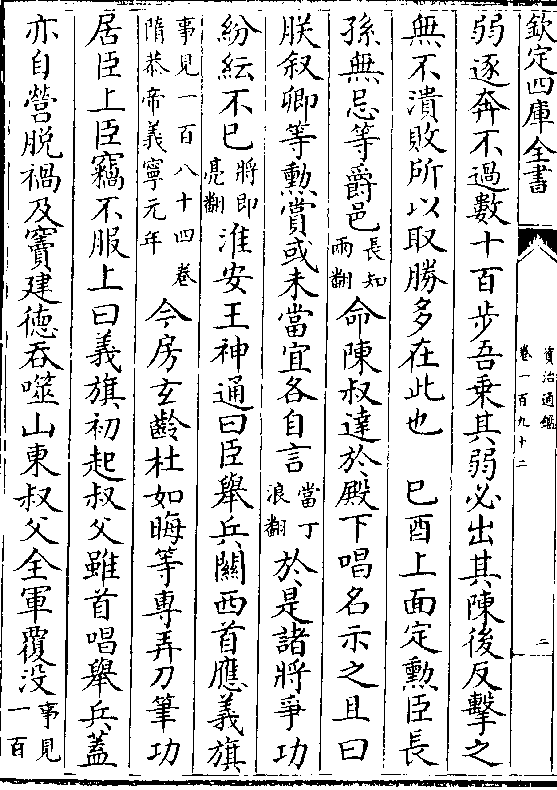 欽定四庫全書
資治通鑑
卷一百九十二
二
弱逐奔不過數十百步吾乘其弱必出其陳後反擊之
無不潰敗所以取勝多在此也　己酉上面定勲臣長
孫無忌等爵邑長知兩翻命陳叔達於殿下唱名示之且曰
朕叙卿等勲賞或未當宜各自言當丁浪翻於是諸將爭功
紛紜不已將即亮翻淮安王神通曰臣舉兵關西首應義旗
事見一百八十四卷隋恭帝義寧元年今房玄齡杜如晦等專弄刀筆功
居臣上臣竊不服上曰義旗初起叔父雖首唱舉兵蓋
亦自營脱禍及竇建德吞噬山東叔父全軍覆没事見一百